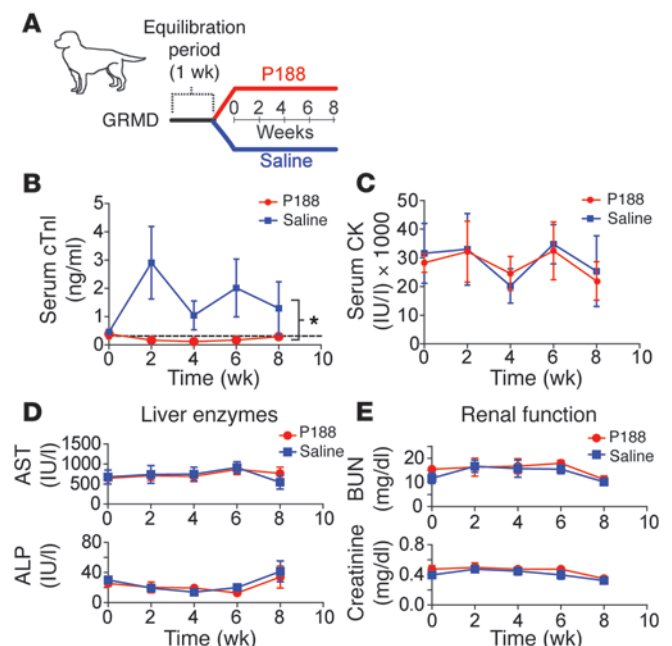 A
Equilibration
period
(1 wk)
P188
GRMD
0 2 4 6 8
Weeks
Saline
B
P188
Saline
Serum cTnI
(ng/ml)
5
4
3
2
1
0
*
0 2 4 6 8 10
Time (wk)
C
P188
Saline
Serum CK
(IU/l) × 1000
50
40
30
20
10
0
0 2 4 6 8 10
Time (wk)
D
Liver enzymes
P188
Saline
AST
(IU/l)
1500
1000
500
0
0 2 4 6 8 10
ALP
(IU/l)
80
40
0
0 2 4 6 8 10
Time (wk)
E
Renal function
P188
Saline
BUN
(mg/dl)
20
10
0
0 2 4 6 8 10
Creatinine
(mg/dl)
0.8
0.4
0.0
0 2 4 6 8 10
Time (wk)